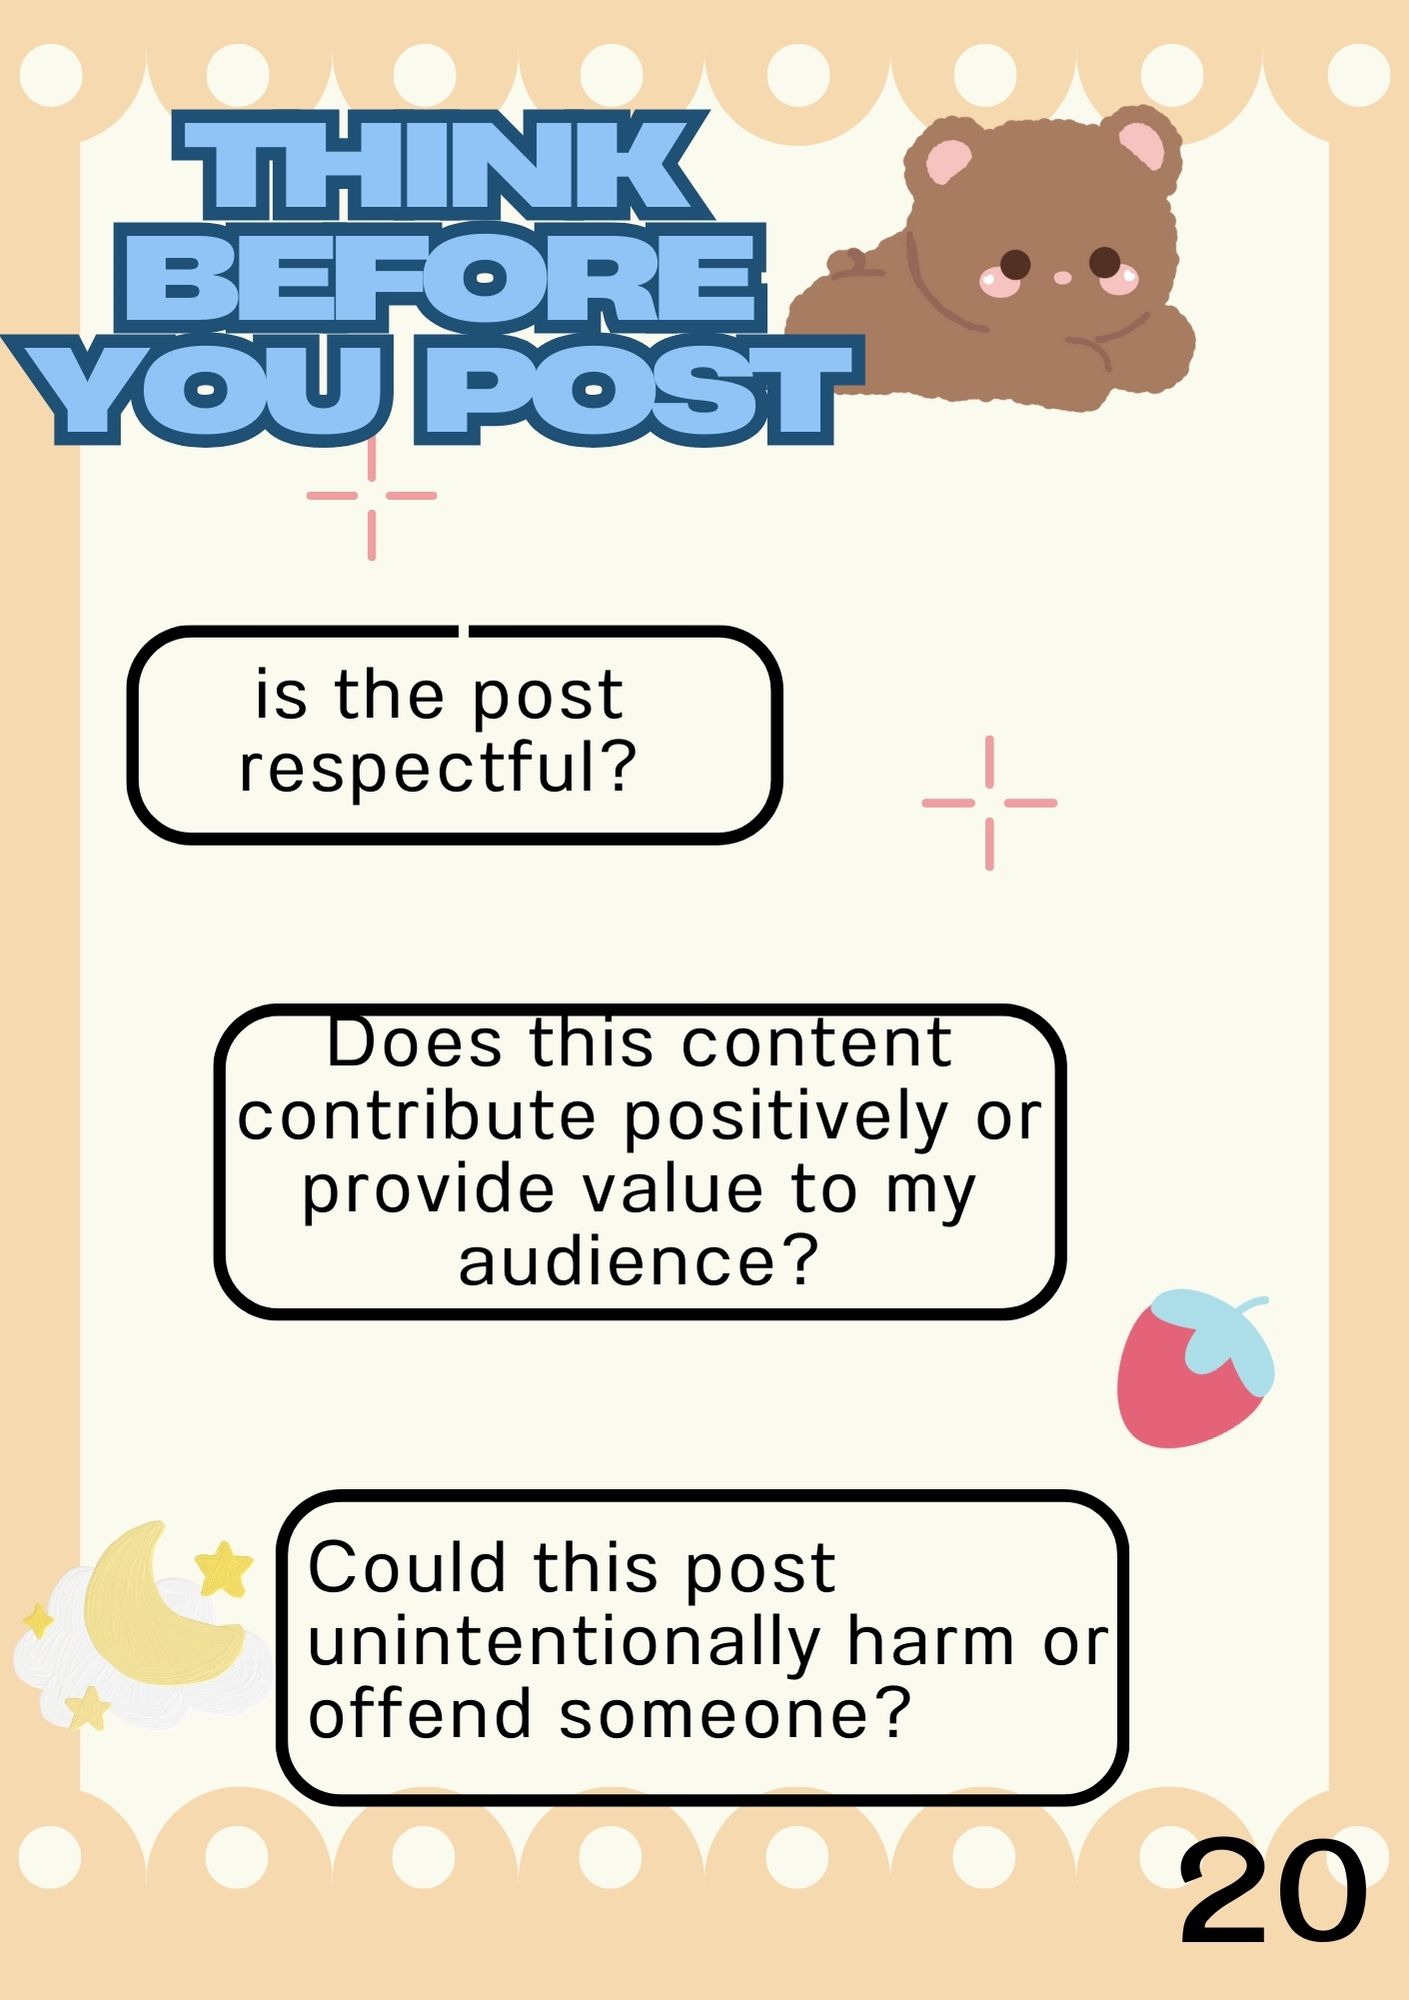 THINK
BEFORE
YOU POST
is the post
respectful?
Does this content
contribute positively or
provide value to my
audience?
Could this post
unintentionally harm or
offend someone?
20